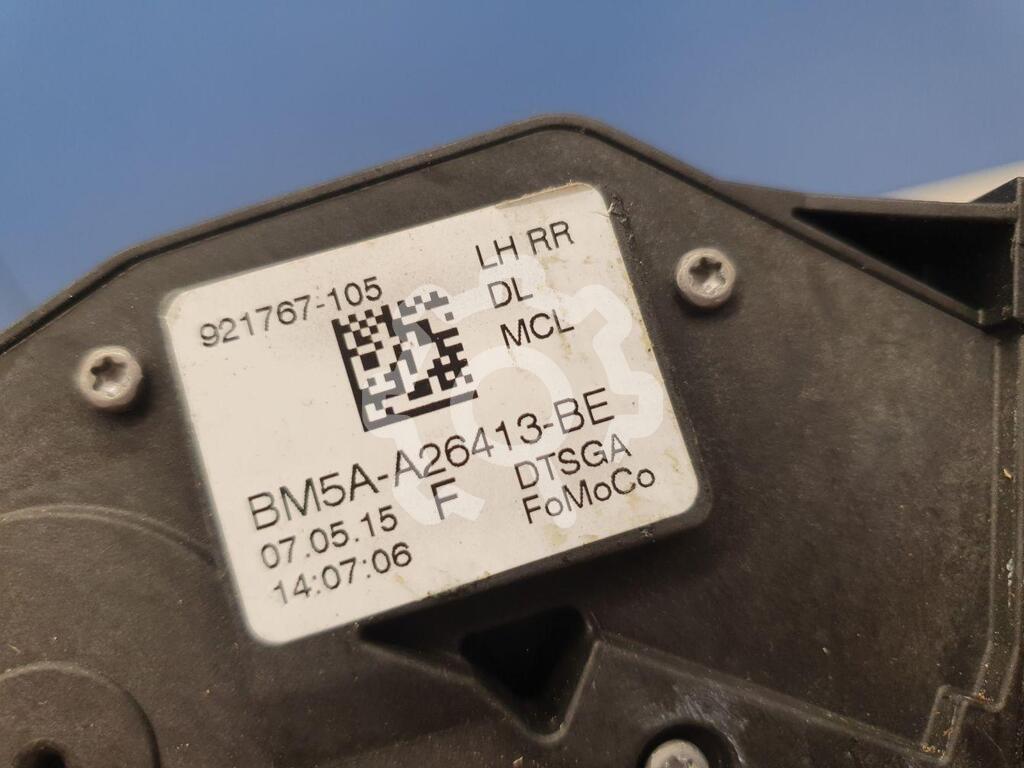 921767-105
LH RR
DL
MCL
BM5A-A26413-BE
07.05.15
F
DTSGA
14:07:06
FoMoCo